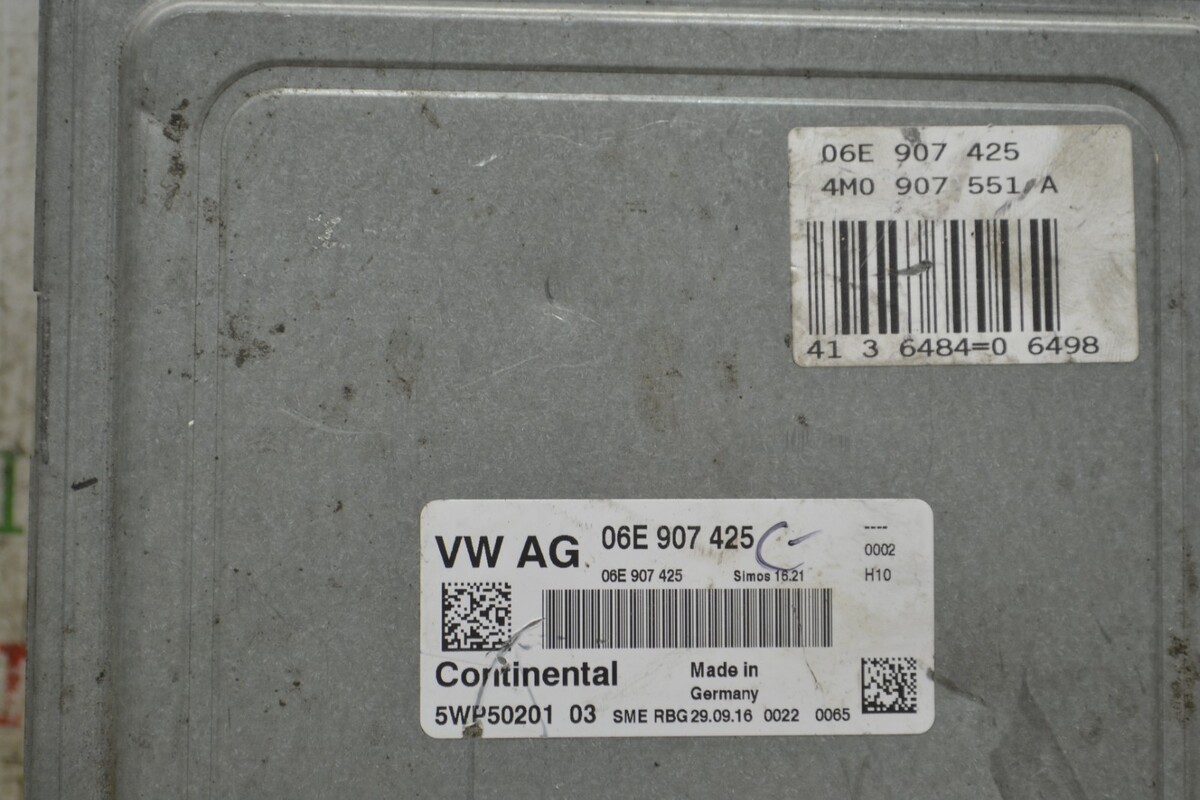 06E 907 425
4M0 907 551 A
41 3 6484=0 6498
VW AG 06E 907 425 C
----
0002
06E 907 425 Simos 16.21 H10
Continental Made in
Germany
5WP50201 03 SME RBG 29.09.16 0022 0065